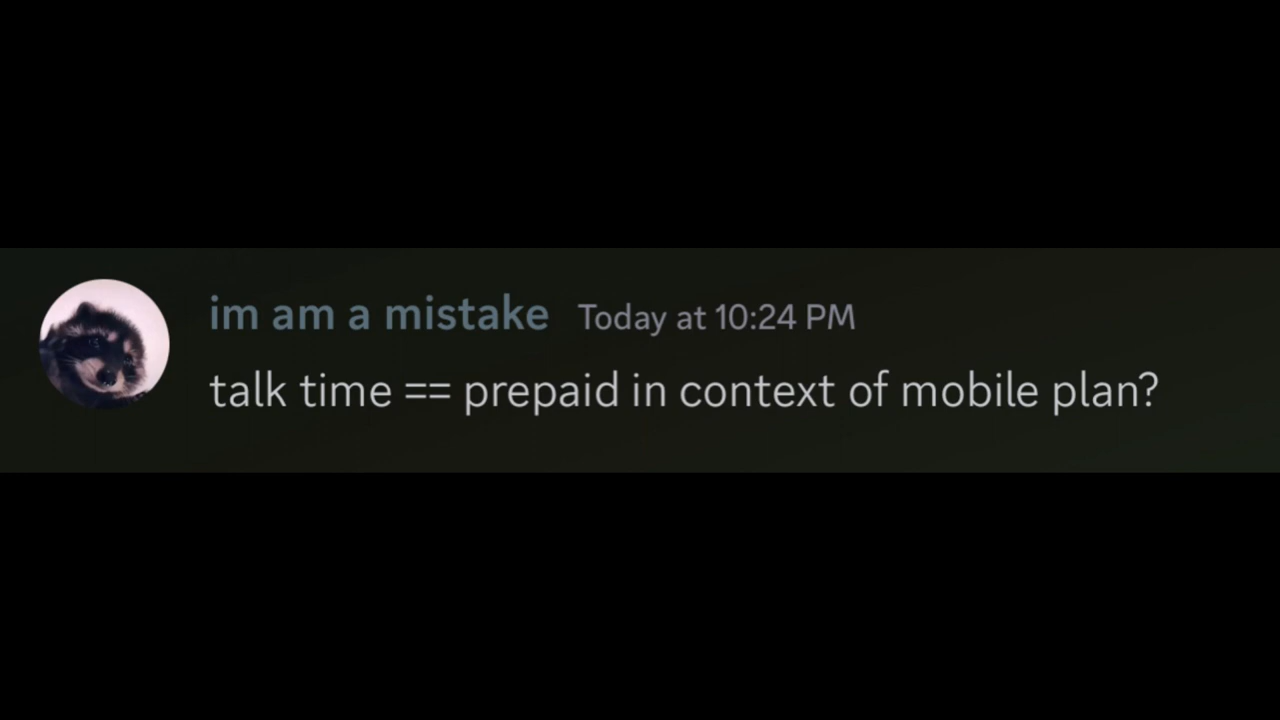 im am a mistake Today at 10:24 PM
talk time == prepaid in context of mobile plan?